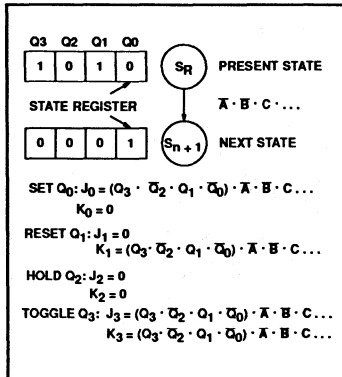 Q3 Q2 Q1 Q0
1 0 1 0
S_R
PRESENT STATE
STATE REGISTER
A̅ · B̅ · C · ...
0 0 0 1
S_n + 1
NEXT STATE
SET Q₀: J₀ = (Q₃ · Q̅₂ · Q₁ · Q̅₀) · A̅ · B̅ · C ...
K₀ = 0
RESET Q₁: J₁ = 0
K₁ = (Q₃ · Q̅₂ · Q₁ · Q̅₀) · A̅ · B̅ · C ...
HOLD Q₂: J₂ = 0
K₂ = 0
TOGGLE Q₃: J₃ = (Q₃ · Q̅₂ · Q₁ · Q̅₀) · A̅ · B̅ · C ...
K₃ = (Q₃ · Q̅₂ · Q₁ · Q̅₀) · A̅ · B̅ · C ...